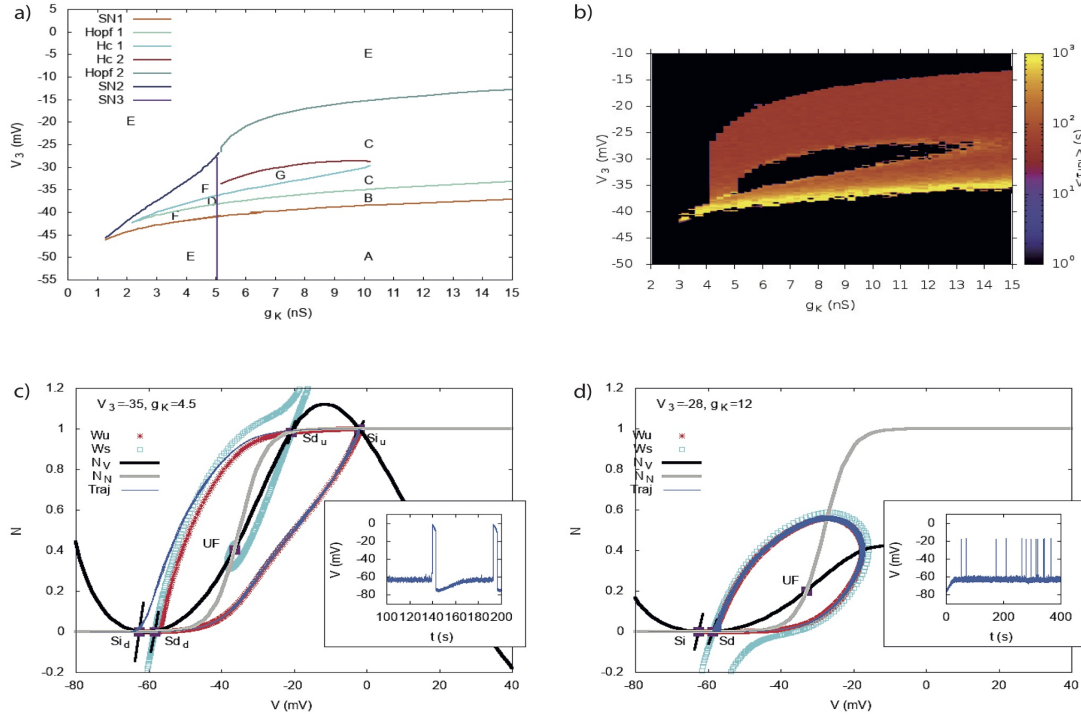 a)
SN1
Hopf 1
Hc 1
Hc 2
Hopf 2
SN2
SN3
5
0
-5
-10
-15
-20
-25
-30
-35
-40
-45
-50
-55
V3 (mV)
E
E
C
G
F
C
D
B
F
E
A
0 1 2 3 4 5 6 7 8 9 10 11 12 13 14 15
gK (nS)
b)
-10
-15
-20
-25
-30
-35
-40
-45
-50
V3 (mV)
2 3 4 5 6 7 8 9 10 11 12 13 14 15
gK (nS)
10^3
10^2
10^1
10^0
c)
V3=-35, gK=4.5
Wu
Ws
NV
NN
Traj
1.2
1
0.8
0.6
0.4
0.2
0
-0.2
N
Sdu
Siu
UF
Sid
Sdd
-80 -60 -40 -20 0 20 40
V (mV)
0
-20
-40
-60
-80
V (mV)
100 120 140 160 180 200
t (s)
d)
V3=-28, gK=12
Wu
Ws
NV
NN
Traj
1.2
1
0.8
0.6
0.4
0.2
0
-0.2
N
UF
Si
Sd
-80 -60 -40 -20 0 20 40
V (mV)
0
-20
-40
-60
-80
V (mV)
0 200 400
t (s)